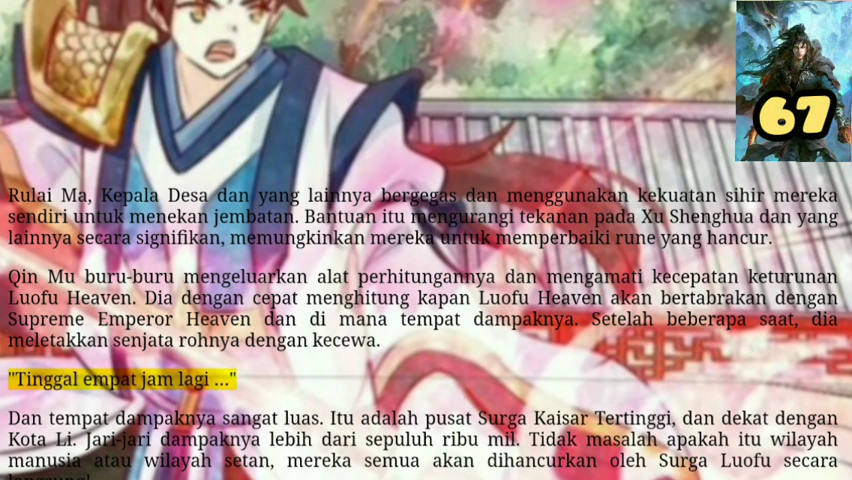 67
Rulai Ma, Kepala Desa dan yang lainnya bergegas dan menggunakan kekuatan sihir mereka
sendiri untuk menekan jembatan. Bantuan itu mengurangi tekanan pada Xu Shenghua dan yang
lainnya secara signifikan, memungkinkan mereka untuk memperbaiki rune yang hancur.
Qin Mu buru-buru mengeluarkan alat perhitungannya dan mengamati kecepatan keturunan
Luofu Heaven. Dia dengan cepat menghitung kapan Luofu Heaven akan bertabrakan dengan
Supreme Emperor Heaven dan di mana tempat dampaknya. Setelah beberapa saat, dia
meletakkan senjata rohnya dengan kecewa.
"Tinggal empat jam lagi ..."
Dan tempat dampaknya sangat luas. Itu adalah pusat Surga Kaisar Tertinggi, dan dekat dengan
Kota Li. Jari-jari dampaknya lebih dari sepuluh ribu mil. Tidak masalah apakah itu wilayah
manusia atau wilayah setan, mereka semua akan dihancurkan oleh Surga Luofu secara